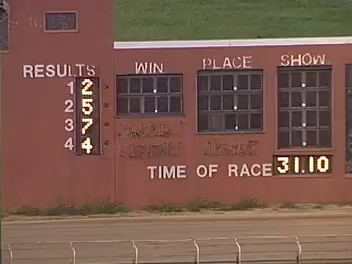 RESULTS
1 2
2 5
3 7
4 4
WIN PLACE SHOW
TIME OF RACE 31.10